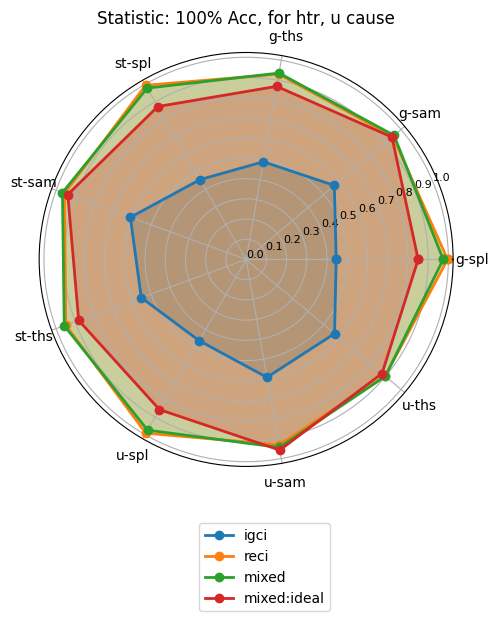 Statistic: 100% Acc, for htr, u cause
g-ths
st-spl
g-sam
st-sam
1.0
0.9
0.8
0.7
0.6
0.5
0.4
0.3
0.2
0.1
0.0
g-spl
st-ths
u-ths
u-spl
u-sam
igci
reci
mixed
mixed:ideal